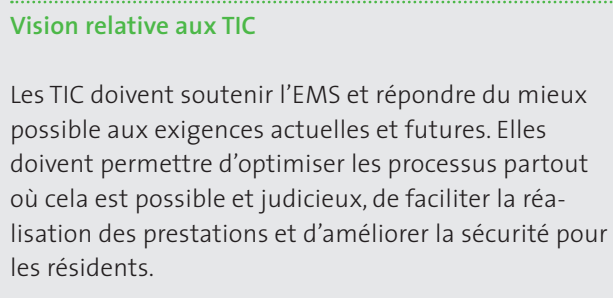 Vision relative aux TIC
Les TIC doivent soutenir l'EMS et répondre du mieux
possible aux exigences actuelles et futures. Elles
doivent permettre d'optimiser les processus partout
où cela est possible et judicieux, de faciliter la réa-
lisation des prestations et d'améliorer la sécurité pour
les résidents.